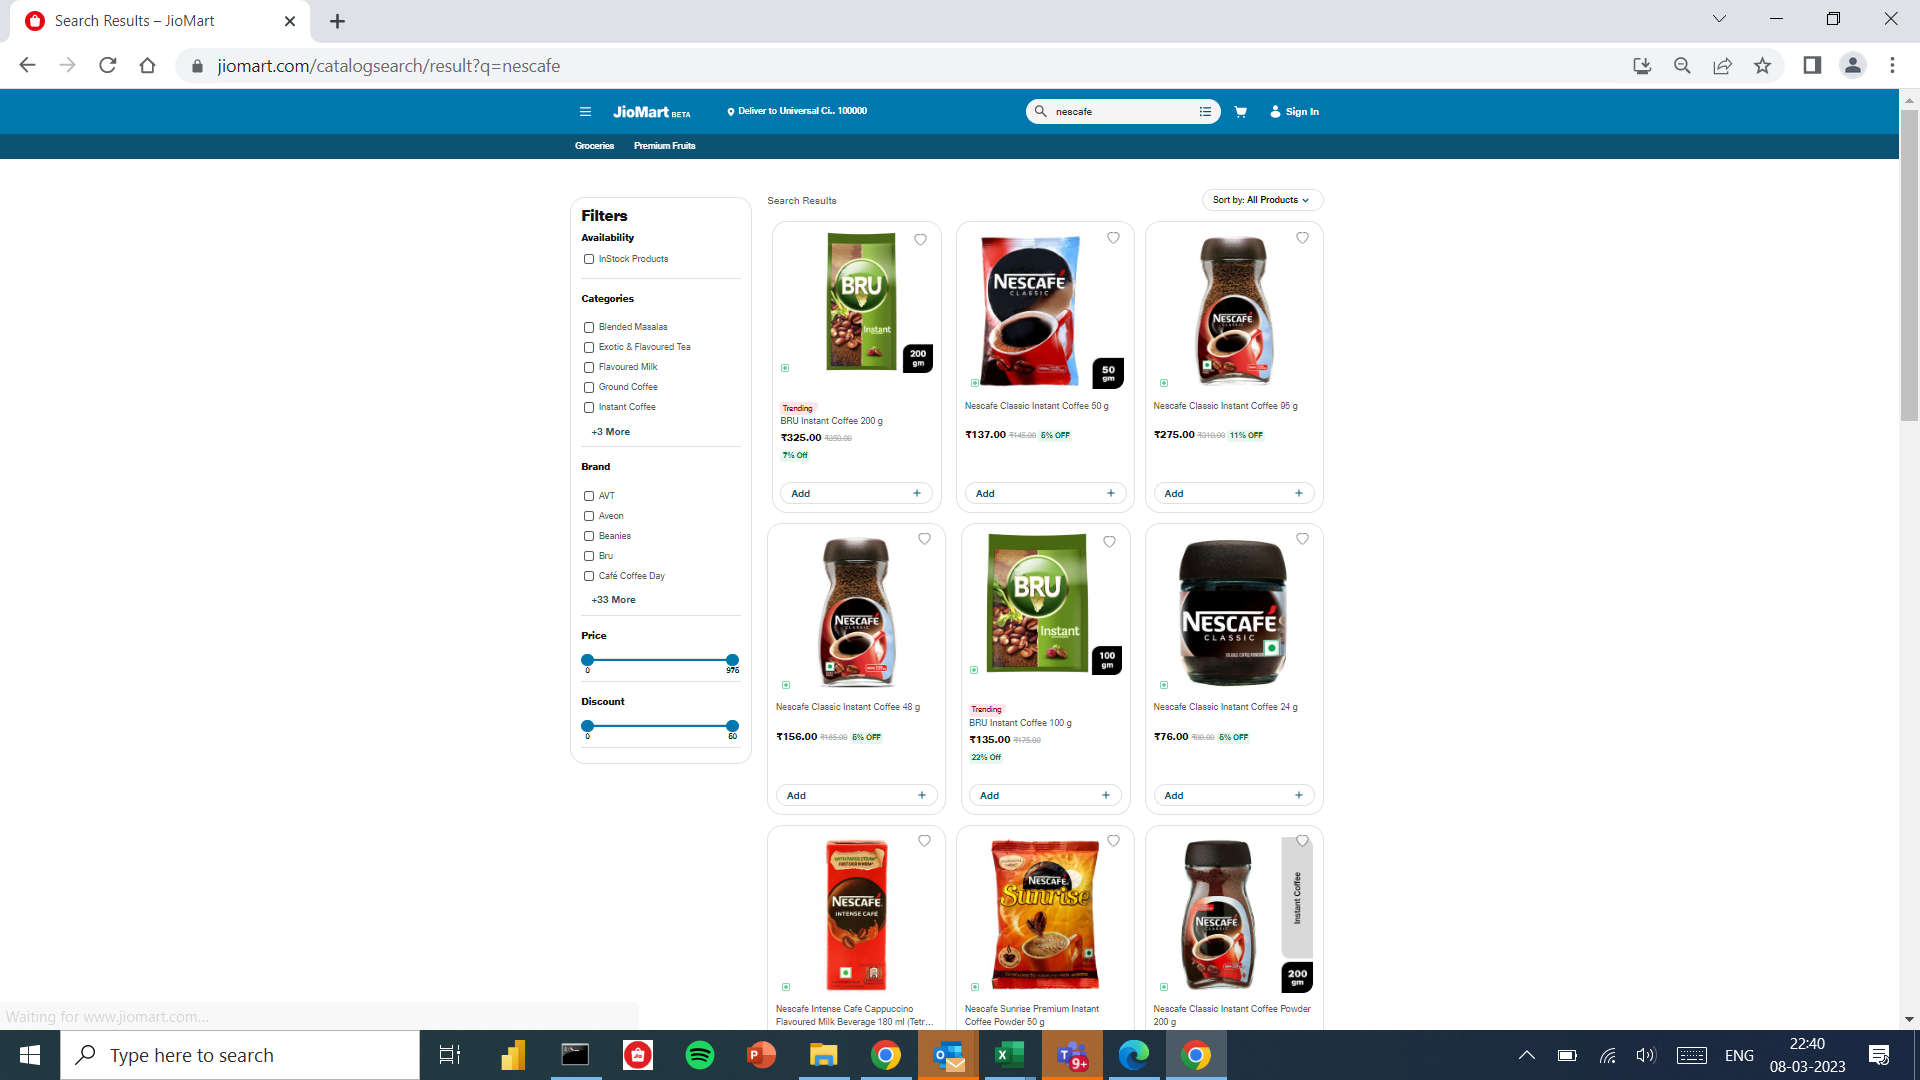 Search Results – JioMart
jiomart.com/catalogsearch/result?q=nescafe
JioMart BETA
Deliver to Universal Ci.. 100000
nescafe
Sign In
Groceries
Premium Fruits
Filters
Availability
InStock Products
Categories
Blended Masalas
Exotic & Flavoured Tea
Flavoured Milk
Ground Coffee
Instant Coffee
+3 More
Brand
AVT
Aveon
Beanies
Bru
Café Coffee Day
+33 More
Price
0
975
Discount
0
50
Search Results
Sort by: All Products
BRU
Instant
200
gm
Trending
BRU Instant Coffee 200 g
₹325.00 ₹350.00
7% Off
Add
NESCAFÉ
CLASSIC
50
gm
Nescafe Classic Instant Coffee 50 g
₹137.00 ₹145.00 5% OFF
Add
NESCAFÉ
CLASSIC
Nescafe Classic Instant Coffee 95 g
₹275.00 ₹310.00 11% OFF
Add
NESCAFÉ
CLASSIC
Nescafe Classic Instant Coffee 48 g
₹156.00 ₹165.00 5% OFF
Add
BRU
Instant
100
gm
Trending
BRU Instant Coffee 100 g
₹135.00 ₹175.00
22% Off
Add
NESCAFÉ
CLASSIC
Nescafe Classic Instant Coffee 24 g
₹76.00 ₹80.00 5% OFF
Add
WITH PAPER STRAW
NESCAFÉ
INTENSE CAFÉ
Nescafe Intense Cafe Cappuccino
Flavoured Milk Beverage 180 ml (Tetr...
NESCAFÉ
Sunrise
Nescafe Sunrise Premium Instant
Coffee Powder 50 g
NESCAFÉ
CLASSIC
Instant Coffee
200
gm
Nescafe Classic Instant Coffee Powder
200 g
Waiting for www.jiomart.com...
Type here to search
9+
ENG
22:40
08-03-2023